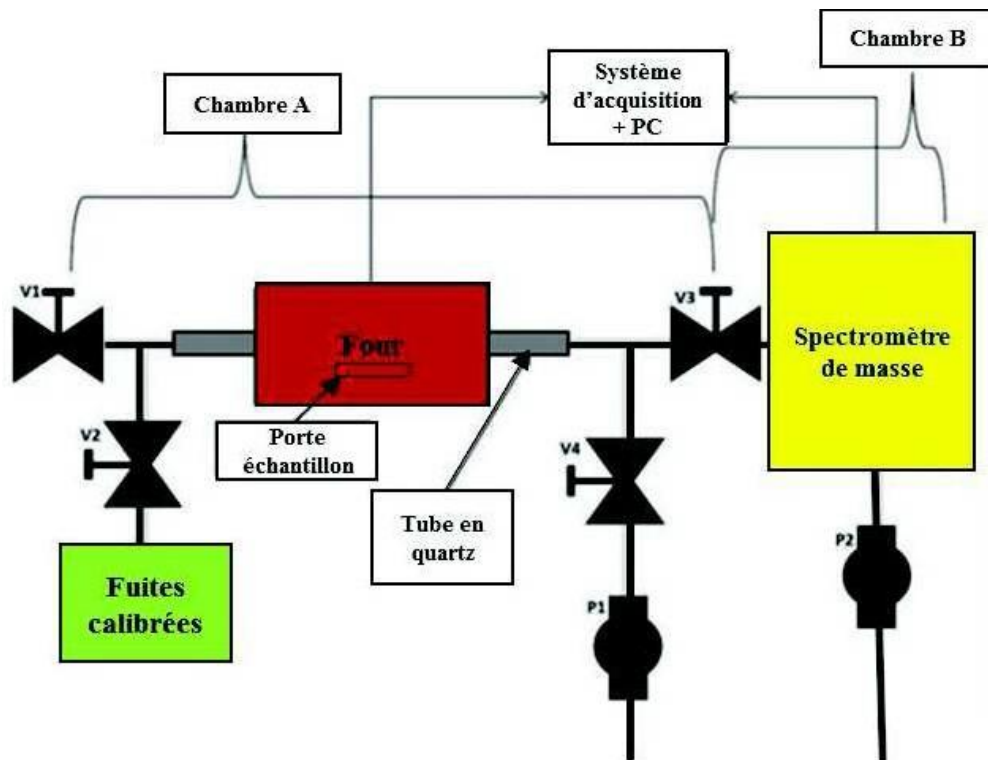 Chambre B
Système
d'acquisition
+ PC
Chambre A
V1
V3
Four
Spectromètre
de masse
V2
Porte
échantillon
V4
Tube en
quartz
P2
Fuites
calibrées
P1